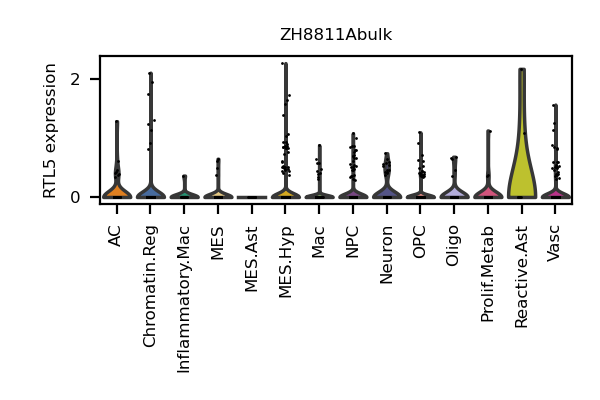 ZH8811Abulk
RTL5 expression
2
0
AC
Chromatin.Reg
Inflammatory.Mac
MES
MES.Ast
MES.Hyp
Mac
NPC
Neuron
OPC
Oligo
Prolif.Metab
Reactive.Ast
Vasc